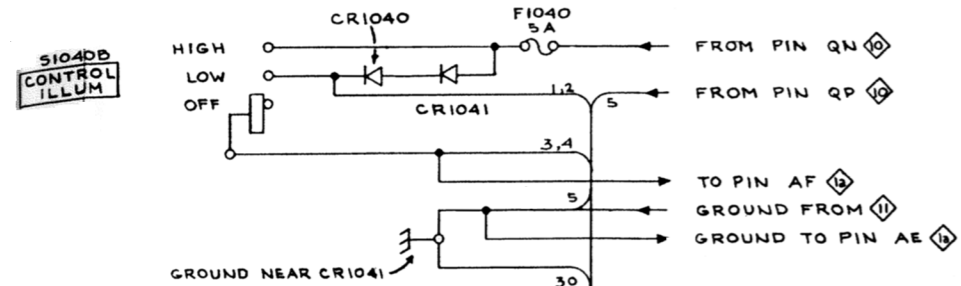 CR1040
F1040
5A
HIGH
FROM PIN QN 10
S1040B
CONTROL
ILLUM
LOW
OFF
CR1041
1,2
5
FROM PIN QP 10
3,4
TO PIN AF 1a
5
GROUND FROM 11
GROUND TO PIN AE 1a
GROUND NEAR CR1041
30